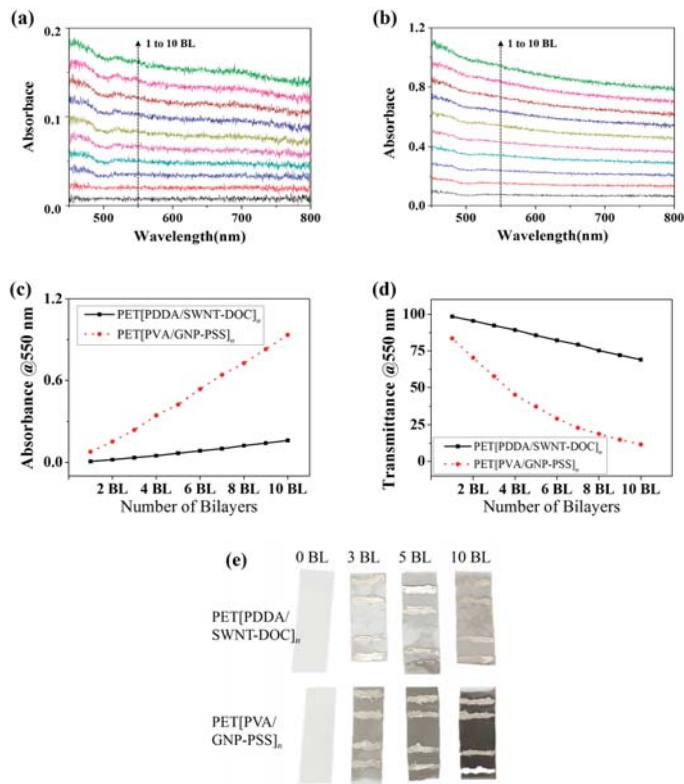 (a)
0.2
0.1
0.0
Absorbace
1 to 10 BL
500
600
700
800
Wavelength(nm)
(b)
1.2
0.8
0.4
0.0
Absorbace
1 to 10 BL
500
600
700
800
Wavelength(nm)
(c)
1.2
0.6
0.0
Absorbance @550 nm
PET[PDDA/SWNT-DOC]n
PET[PVA/GNP-PSS]n
2 BL
4 BL
6 BL
8 BL
10 BL
Number of Bilayers
(d)
100
75
50
25
0
Transmittance @550 nm
PET[PDDA/SWNT-DOC]n
PET[PVA/GNP-PSS]n
2 BL
4 BL
6 BL
8 BL
10 BL
Number of Bilayers
(e)
0 BL
3 BL
5 BL
10 BL
PET[PDDA/
SWNT-DOC]n
PET[PVA/
GNP-PSS]n